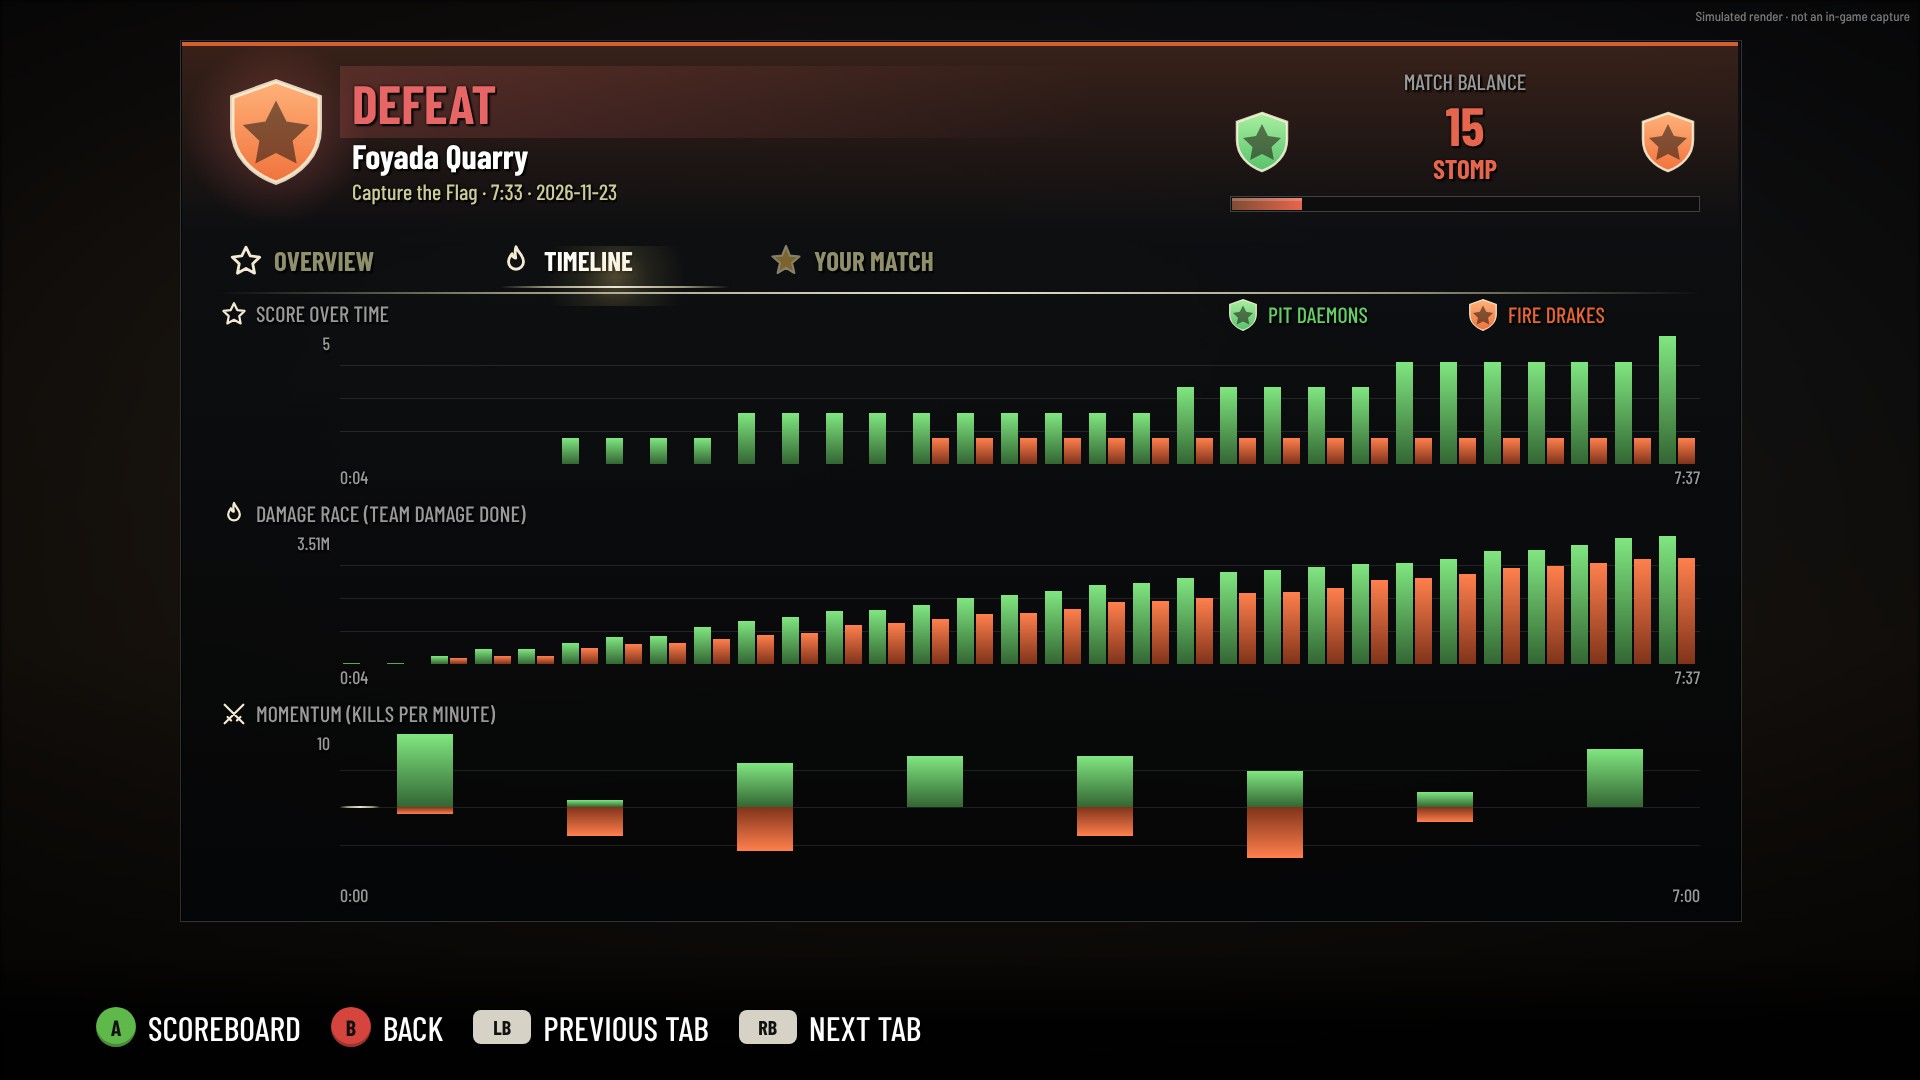 Simulated render · not an in-game capture
DEFEAT
Foyada Quarry
Capture the Flag · 7:33 · 2026-11-23
MATCH BALANCE
15
STOMP
OVERVIEW
TIMELINE
YOUR MATCH
SCORE OVER TIME
PIT DAEMONS
FIRE DRAKES
5
0:04
7:37
DAMAGE RACE (TEAM DAMAGE DONE)
3.51M
0:04
7:37
MOMENTUM (KILLS PER MINUTE)
10
0:00
7:00
A SCOREBOARD
B BACK
LB PREVIOUS TAB
RB NEXT TAB